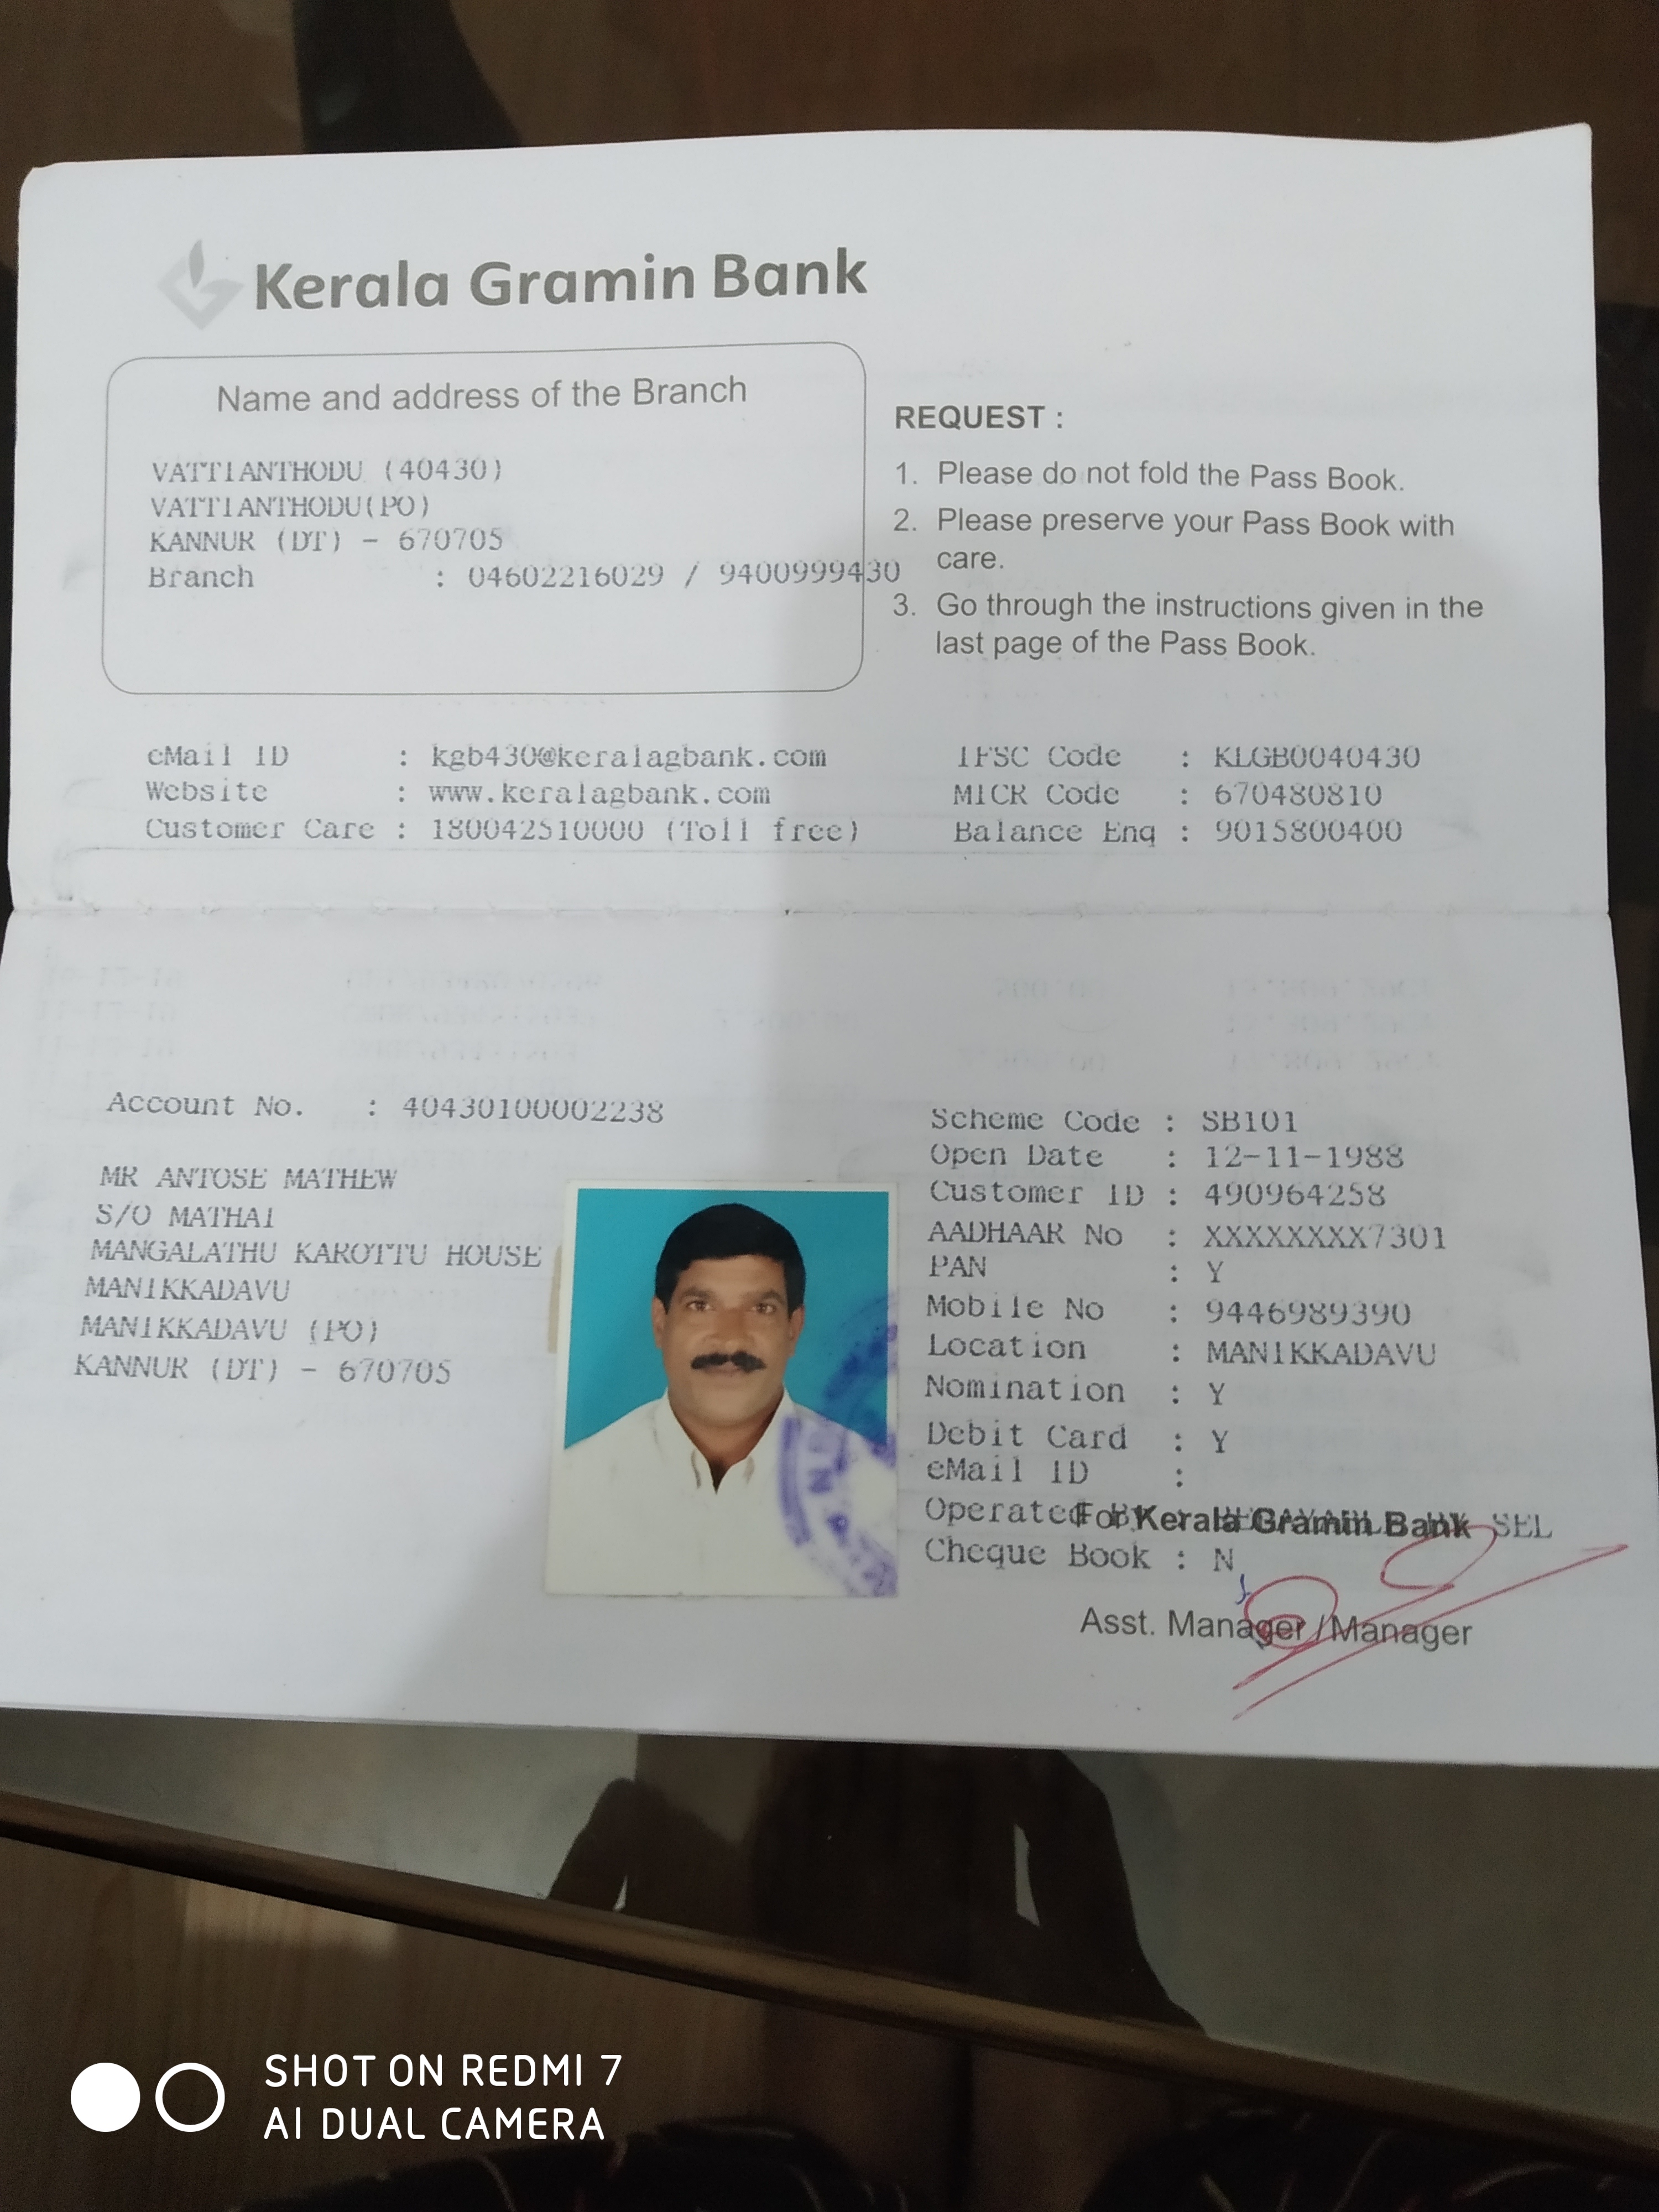 Kerala Gramin Bank
Name and address of the Branch
VATTIANTHODU (40430)
VATTIANTHODU(PO)
KANNUR (DT) - 670705
Branch : 04602216029 / 9400999430
REQUEST :
1. Please do not fold the Pass Book.
2. Please preserve your Pass Book with
care.
3. Go through the instructions given in the
last page of the Pass Book.
eMail ID : kgb430@keralagbank.com
Website : www.keralagbank.com
Customer Care : 180042510000 (Toll free)
IFSC Code : KLGB0040430
MICR Code : 670480810
Balance Enq : 9015800400
Account No. : 40430100002238
MR ANTOSE MATHEW
S/O MATHAI
MANGALATHU KAROTTU HOUSE
MANIKKADAVU
MANIKKADAVU (PO)
KANNUR (DT) - 670705
Scheme Code : SB101
Open Date : 12-11-1988
Customer ID : 490964258
AADHAAR No : XXXXXXXX7301
PAN : Y
Mobile No : 9446989390
Location : MANIKKADAVU
Nomination : Y
Debit Card : Y
eMail ID :
Operated By : SEL
For Kerala Gramin Bank
Cheque Book : N
Asst. Manager / Manager
SHOT ON REDMI 7
AI DUAL CAMERA